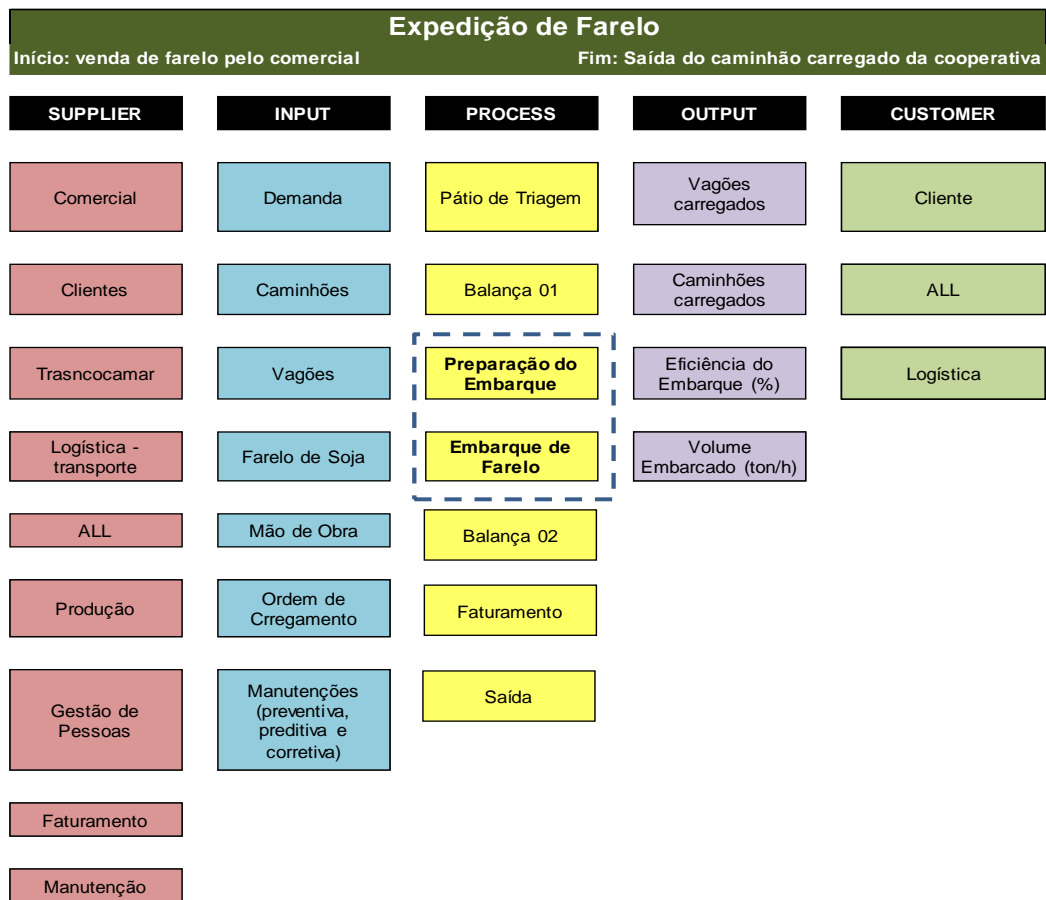 Expedição de Farelo
Início: venda de farelo pelo comercial
Fim: Saída do caminhão carregado da cooperativa
SUPPLIER
INPUT
PROCESS
OUTPUT
CUSTOMER
Comercial
Demanda
Pátio de Triagem
Vagões
carregados
Cliente
Clientes
Caminhões
Balança 01
Caminhões
carregados
ALL
Trasncocamar
Vagões
Preparação do
Embarque
Eficiência do
Embarque (%)
Logística
Logística -
transporte
Farelo de Soja
Embarque de
Farelo
Volume
Embarcado (ton/h)
ALL
Mão de Obra
Balança 02
Produção
Ordem de
Crregamento
Faturamento
Gestão de
Pessoas
Manutenções
(preventiva,
preditiva e
corretiva)
Saída
Faturamento
Manutenção